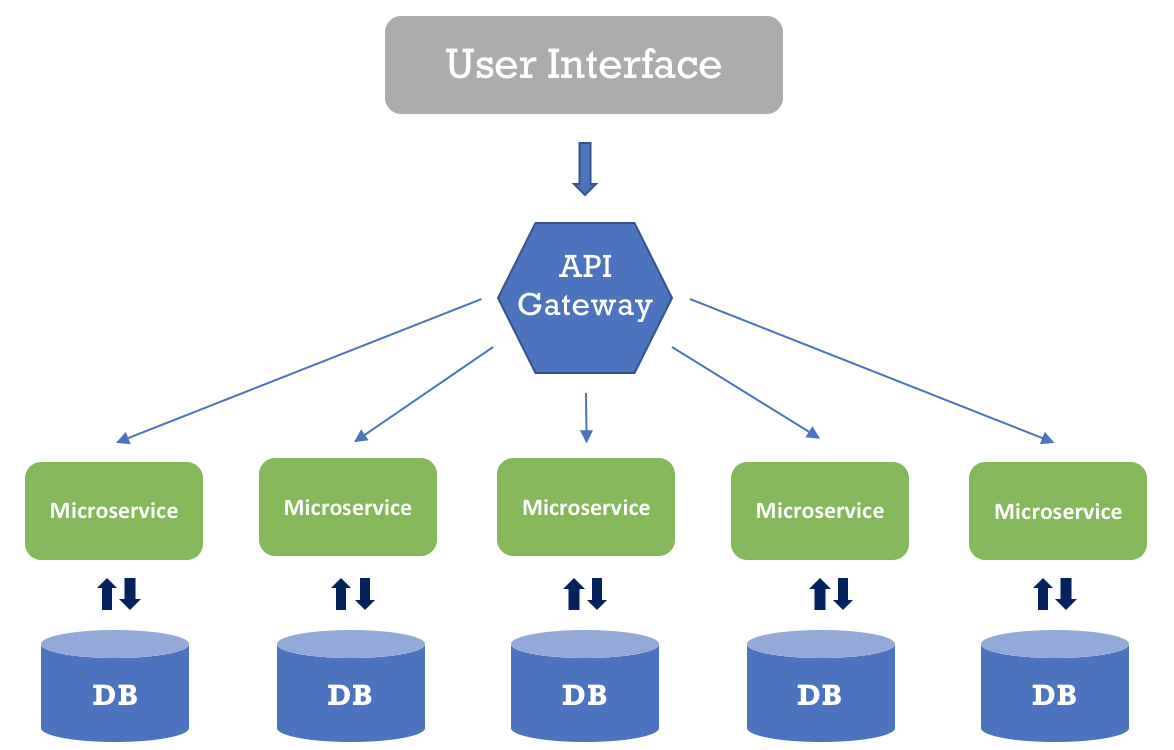 User Interface
API
Gateway
Microservice
Microservice
Microservice
Microservice
Microservice
DB
DB
DB
DB
DB